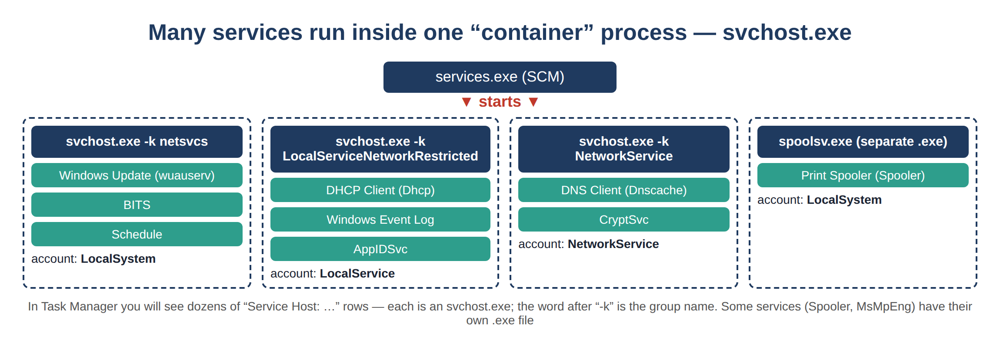 Many services run inside one “container” process — svchost.exe
services.exe (SCM)
▼ starts ▼
svchost.exe -k netsvcs
Windows Update (wuauserv)
BITS
Schedule
account: LocalSystem
svchost.exe -k
LocalServiceNetworkRestricted
DHCP Client (Dhcp)
Windows Event Log
AppIDSvc
account: LocalService
svchost.exe -k
NetworkService
DNS Client (Dnscache)
CryptSvc
account: NetworkService
spoolsv.exe (separate .exe)
Print Spooler (Spooler)
account: LocalSystem
In Task Manager you will see dozens of “Service Host: …” rows — each is an svchost.exe; the word after “-k” is the group name. Some services (Spooler, MsMpEng) have their
own .exe file